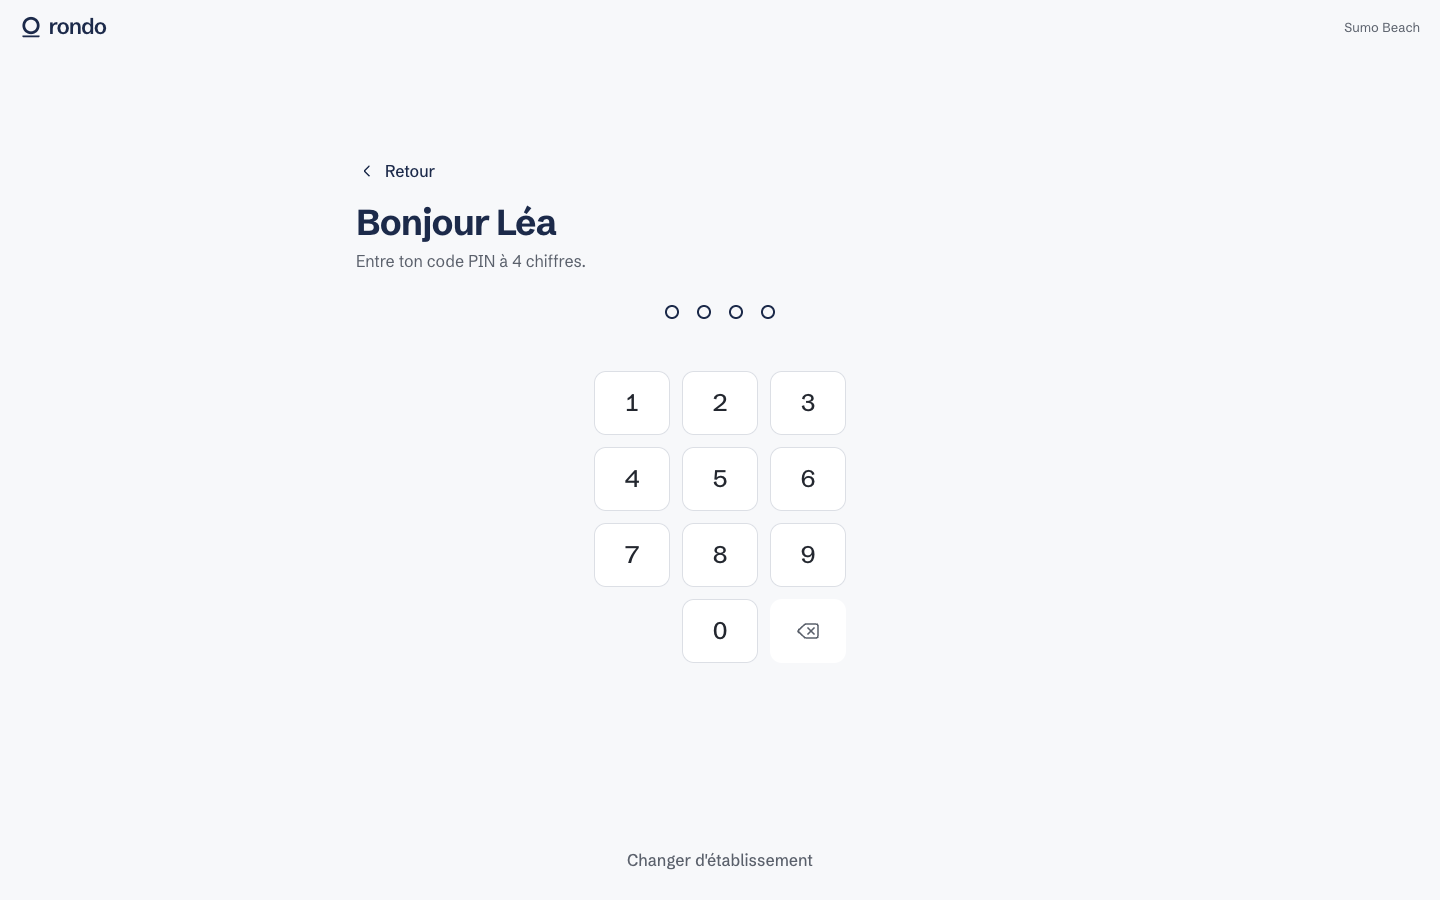 rondo
Sumo Beach
Retour
Bonjour Léa
Entre ton code PIN à 4 chiffres.
1 2 3
4 5 6
7 8 9
0
Changer d'établissement